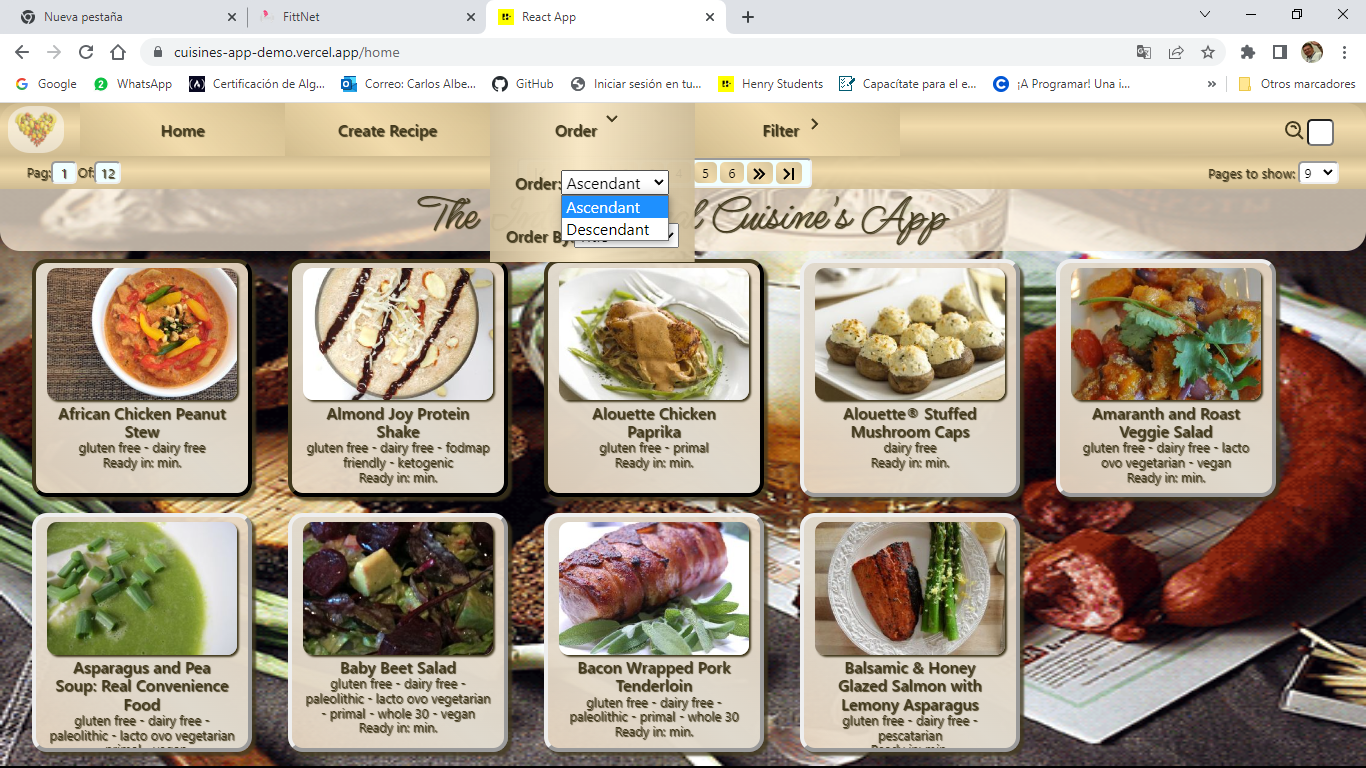 Nueva pestaña
FittNet
React App
cuisines-app-demo.vercel.app/home
Google
WhatsApp
Certificación de Alg...
Correo: Carlos Albe...
GitHub
Iniciar sesión en tu...
Henry Students
Capacítate para el e...
¡A Programar! Una i...
»
Otros marcadores
Home
Create Recipe
Order
Filter
Pag: 1 Of: 12
5 6
Pages to show: 9
Order: Ascendant
Ascendant
Descendant
Order By:
The
Cuisine's App
African Chicken Peanut
Stew
gluten free - dairy free
Ready in: min.
Almond Joy Protein
Shake
gluten free - dairy free - fodmap
friendly - ketogenic
Ready in: min.
Alouette Chicken
Paprika
gluten free - primal
Ready in: min.
Alouette® Stuffed
Mushroom Caps
dairy free
Ready in: min.
Amaranth and Roast
Veggie Salad
gluten free - dairy free - lacto
ovo vegetarian - vegan
Ready in: min.
Asparagus and Pea
Soup: Real Convenience
Food
gluten free - dairy free -
paleolithic - lacto ovo vegetarian
- primal - vegan
Baby Beet Salad
gluten free - dairy free -
paleolithic - lacto ovo vegetarian
- primal - whole 30 - vegan
Ready in: min.
Bacon Wrapped Pork
Tenderloin
gluten free - dairy free -
paleolithic - primal - whole 30
Ready in: min.
Balsamic & Honey
Glazed Salmon with
Lemony Asparagus
gluten free - dairy free -
pescatarian
Ready in: min.